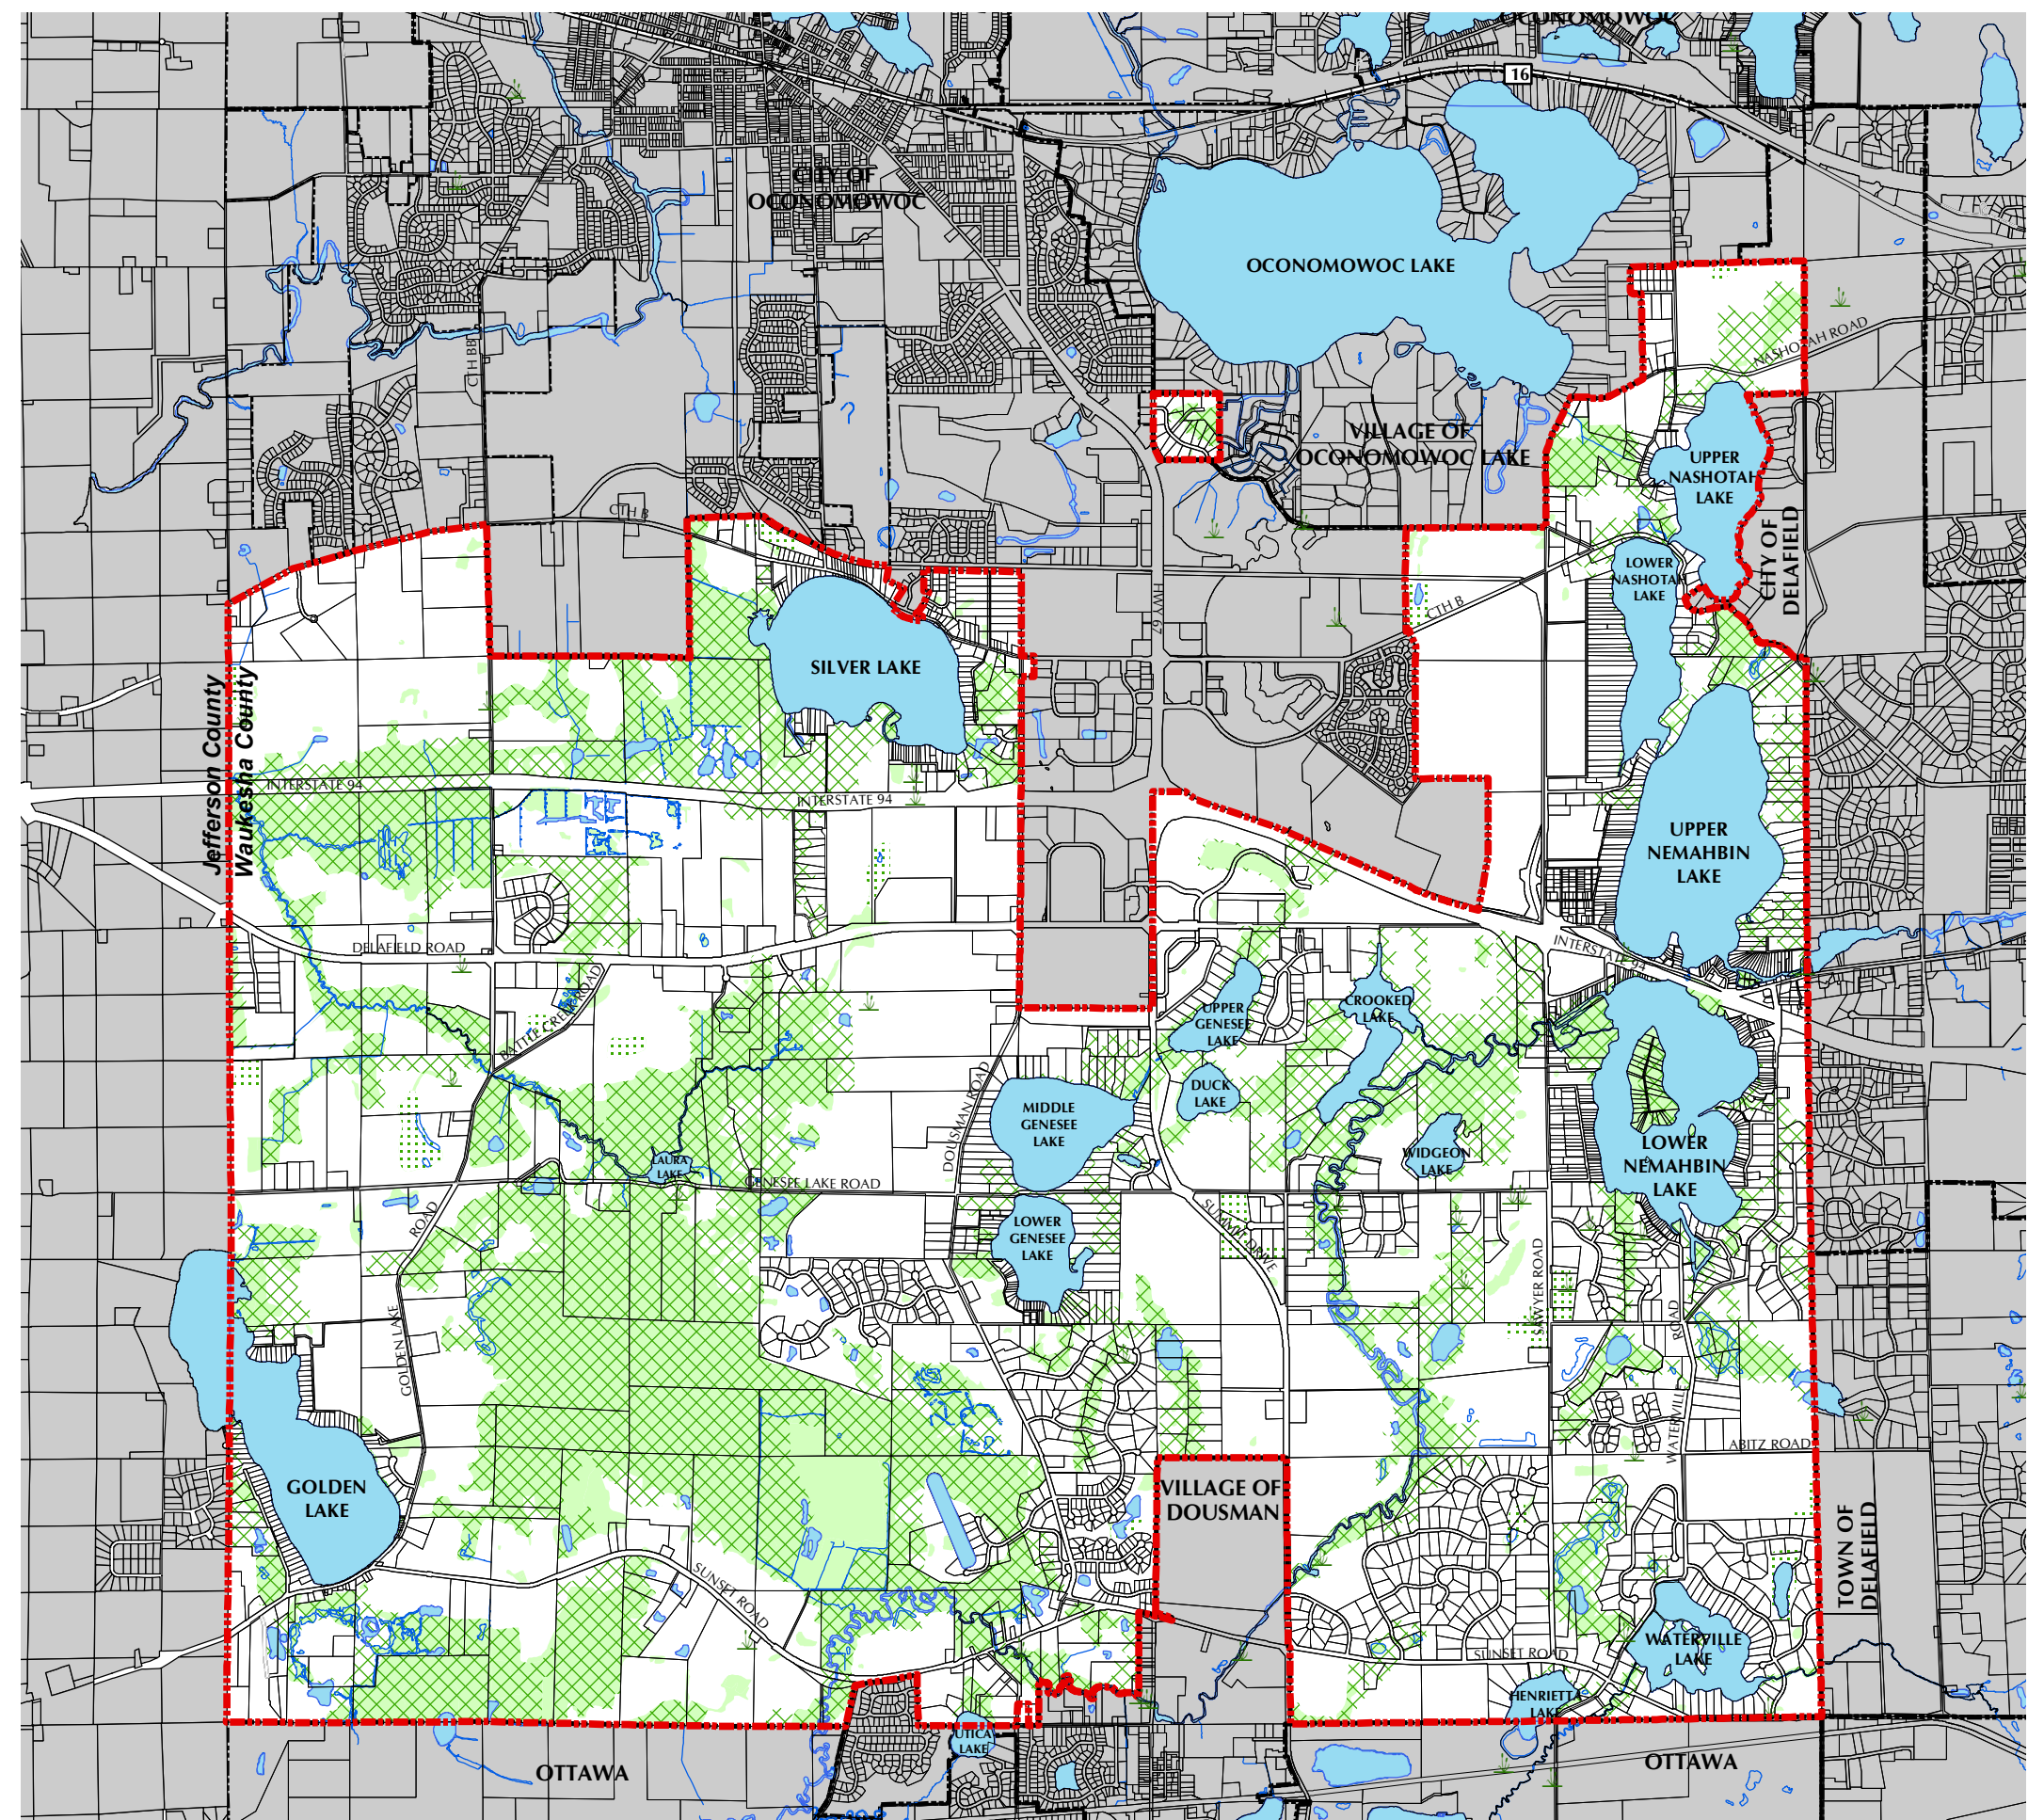 OCONOMOWOC
16
CITY OF
OCONOMOWOC
OCONOMOWOC LAKE
NASHOTAH ROAD
CTH BB
VILLAGE OF
OCONOMOWOC LAKE
UPPER
NASHOTAH
LAKE
CTH B
CITY OF
DELAFIELD
LOWER
NASHOTAH
LAKE
HWY 67
CTH B
SILVER LAKE
Jefferson County
Waukesha County
INTERSTATE 94
INTERSTATE 94
UPPER
NEMAHBIN
LAKE
DELAFIELD ROAD
INTERSTATE 94
BATTLE CREEK ROAD
UPPER
GENESEE
LAKE
CROOKED
LAKE
DUCK
LAKE
MIDDLE
GENESEE
LAKE
DOUSMAN ROAD
LAURA
LAKE
WIDGEON
LAKE
LOWER
NEMAHBIN
LAKE
GENESEE LAKE ROAD
SUMMIT DRIVE
LOWER
GENESEE
LAKE
GOLDEN LAKE
ROAD
SAWYER ROAD
WATERVILLE
ROAD
ABITZ ROAD
GOLDEN
LAKE
VILLAGE OF
DOUSMAN
TOWN OF
DELAFIELD
SUNSET ROAD
WATERVILLE
LAKE
SUNSET ROAD
HENRIETTA
LAKE
UTICA
LAKE
OTTAWA
OTTAWA